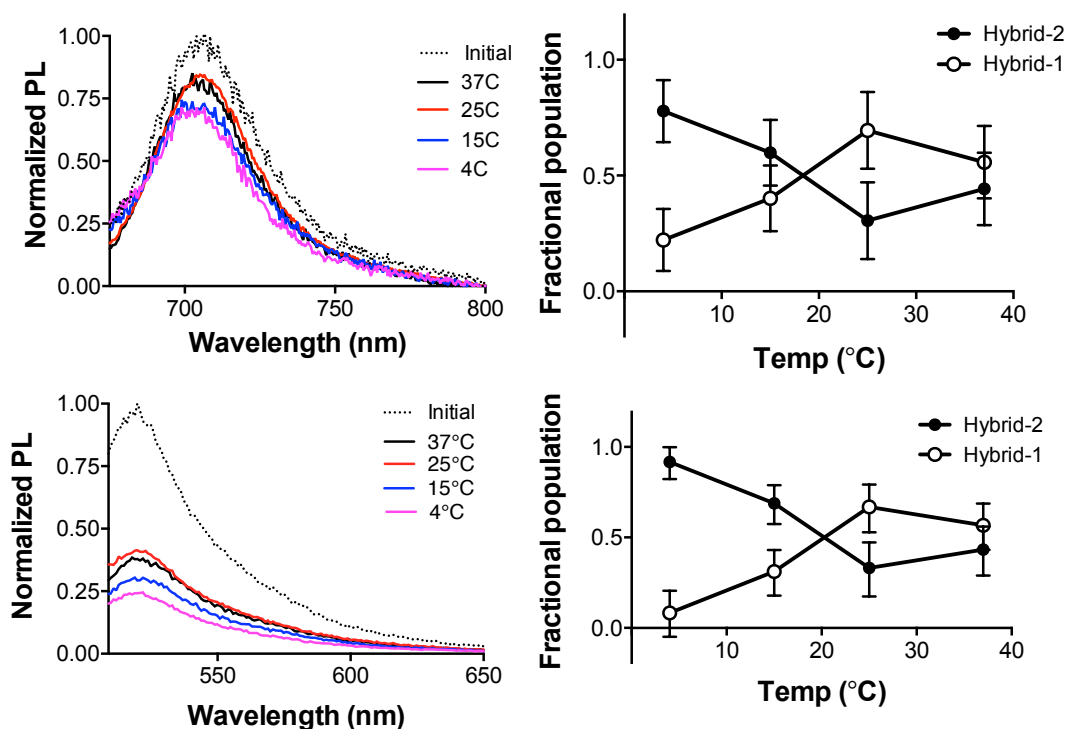 Normalized PL
1.00
0.75
0.50
0.25
0.00
700
750
800
Wavelength (nm)
Initial
37C
25C
15C
4C
Fractional population
1.0
0.5
0.0
10
20
30
40
Temp (°C)
Hybrid-2
Hybrid-1
Normalized PL
1.00
0.75
0.50
0.25
0.00
550
600
650
Wavelength (nm)
Initial
37°C
25°C
15°C
4°C
Fractional population
1.0
0.5
0.0
10
20
30
40
Temp (°C)
Hybrid-2
Hybrid-1